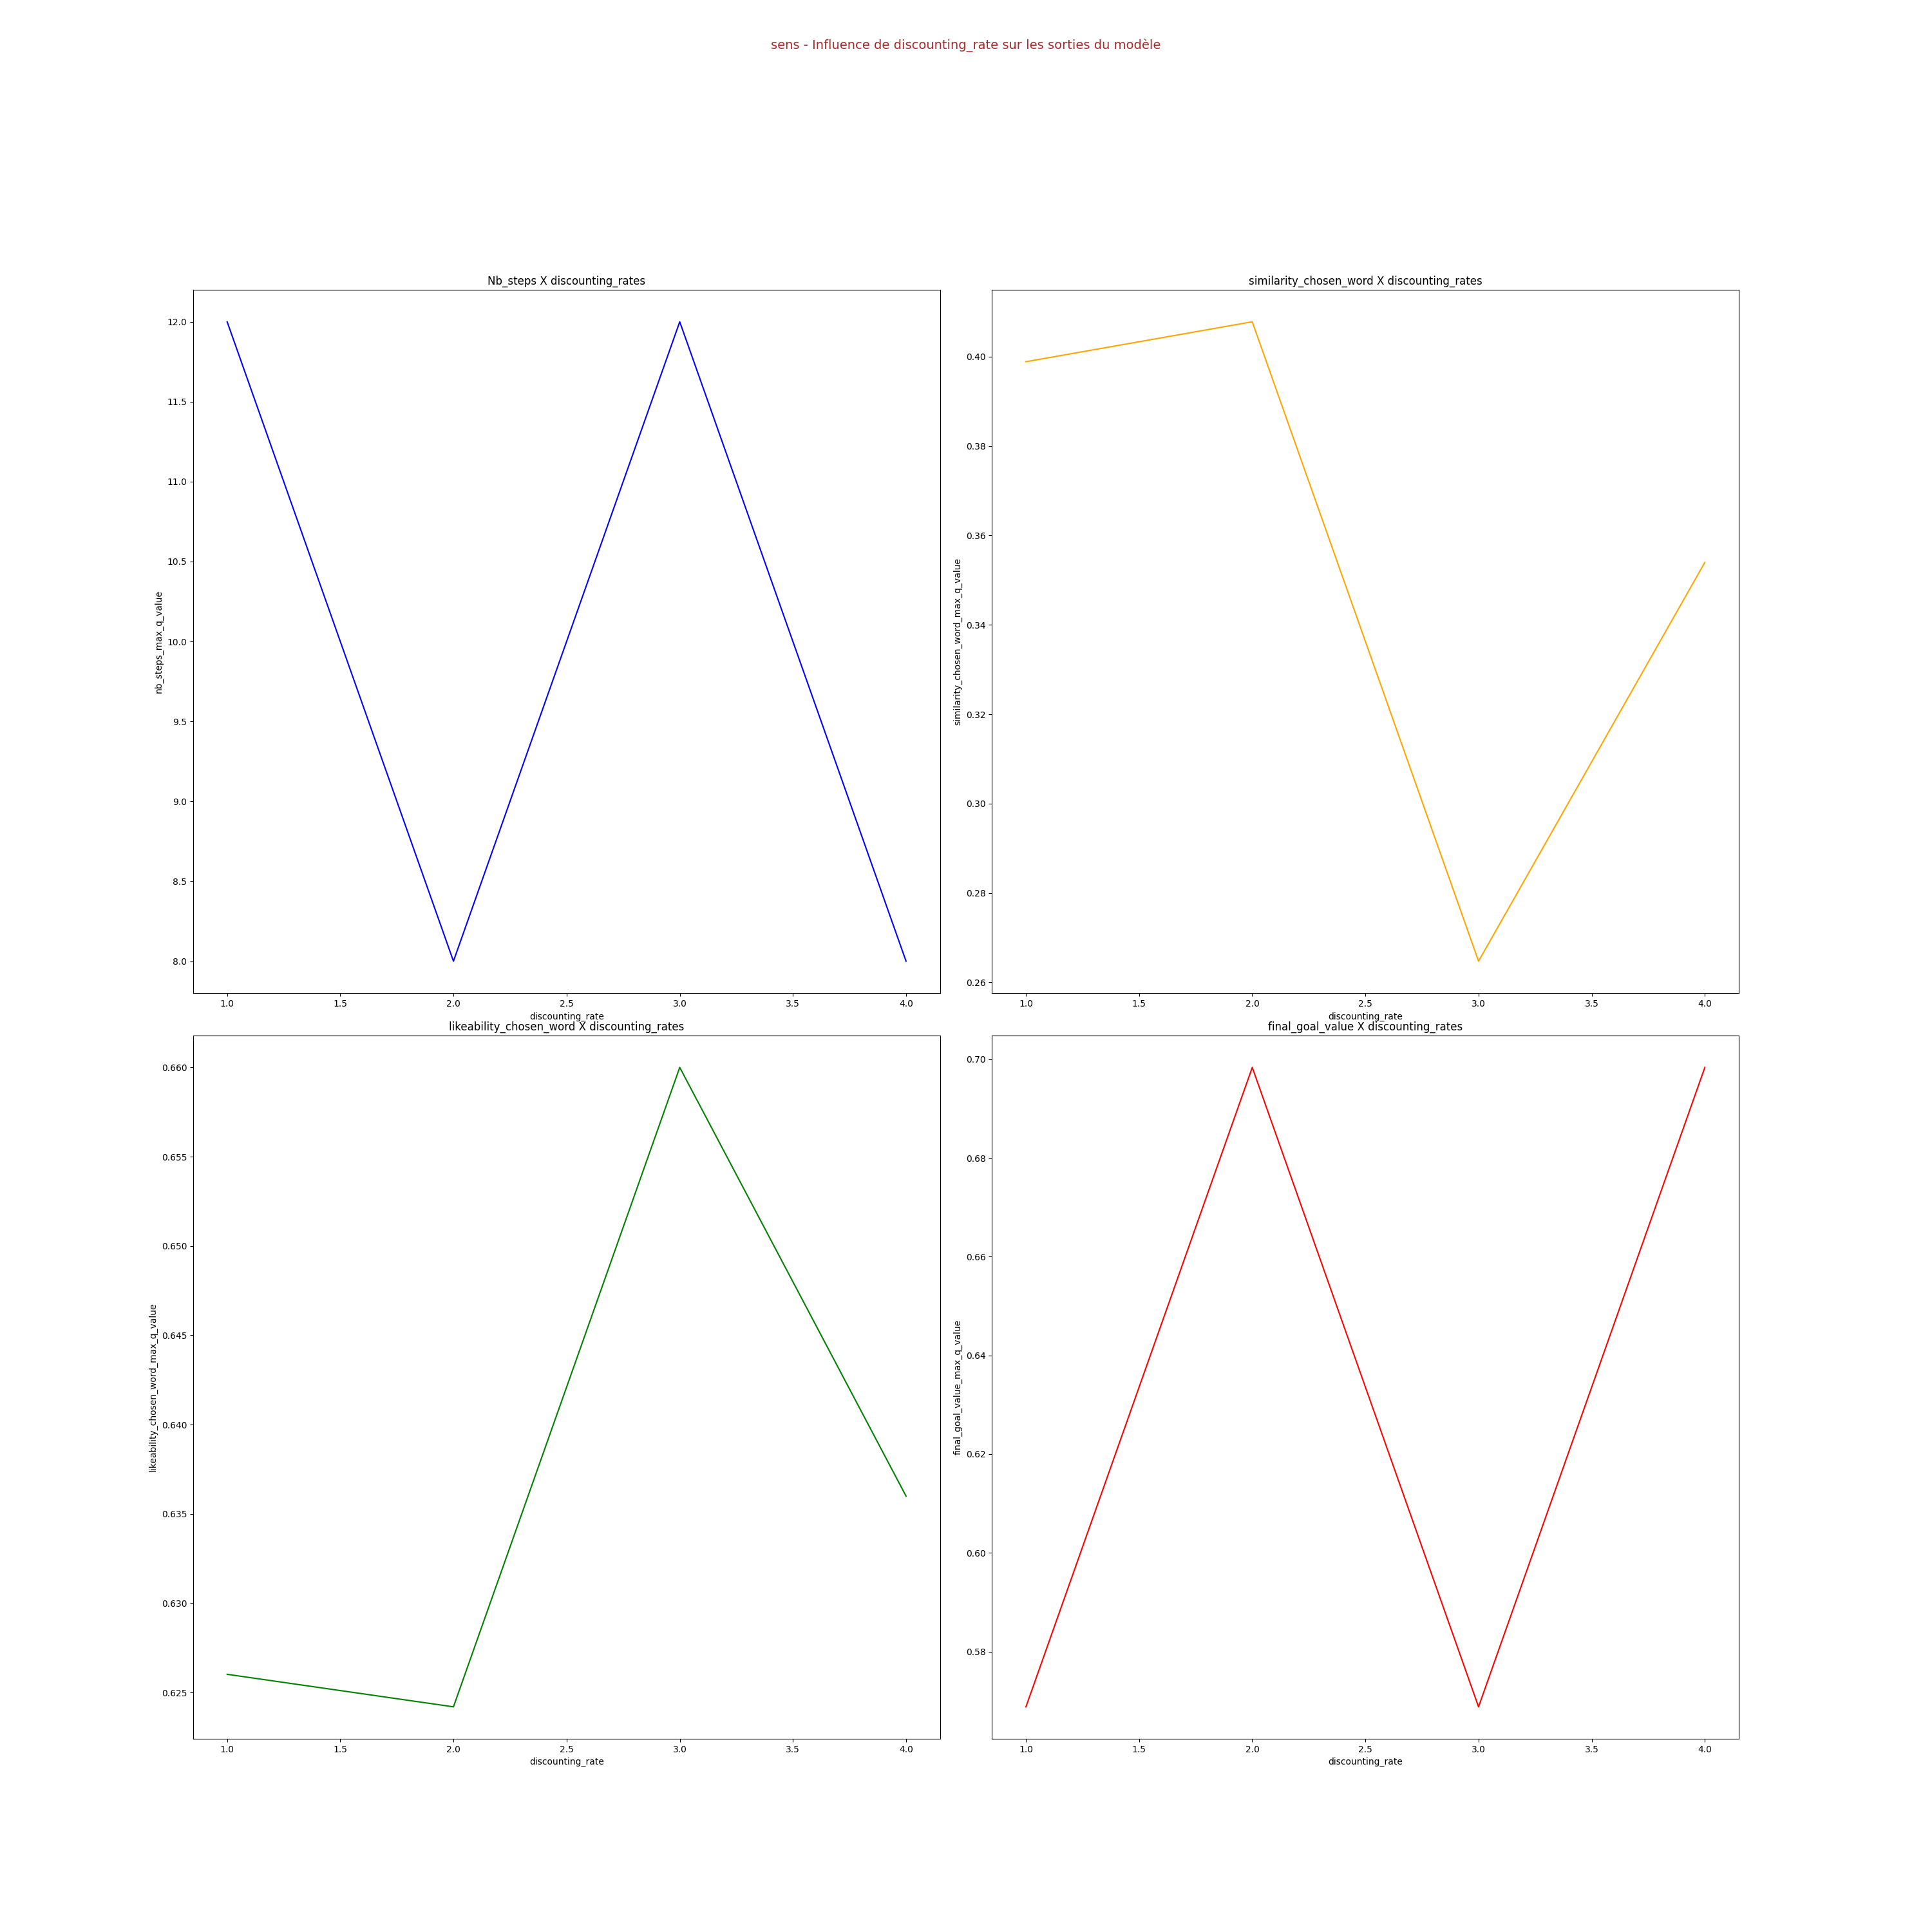 sens - Influence de discounting_rate sur les sorties du modèle
Nb_steps X discounting_rates
nb_steps_max_q_value
12.0
11.5
11.0
10.5
10.0
9.5
9.0
8.5
8.0
1.0 1.5 2.0 2.5 3.0 3.5 4.0
discounting_rate
similarity_chosen_word X discounting_rates
similarity_chosen_word_max_q_value
0.40
0.38
0.36
0.34
0.32
0.30
0.28
0.26
1.0 1.5 2.0 2.5 3.0 3.5 4.0
discounting_rate
likeability_chosen_word X discounting_rates
likeability_chosen_word_max_q_value
0.660
0.655
0.650
0.645
0.640
0.635
0.630
0.625
1.0 1.5 2.0 2.5 3.0 3.5 4.0
discounting_rate
final_goal_value X discounting_rates
final_goal_value_max_q_value
0.70
0.68
0.66
0.64
0.62
0.60
0.58
1.0 1.5 2.0 2.5 3.0 3.5 4.0
discounting_rate